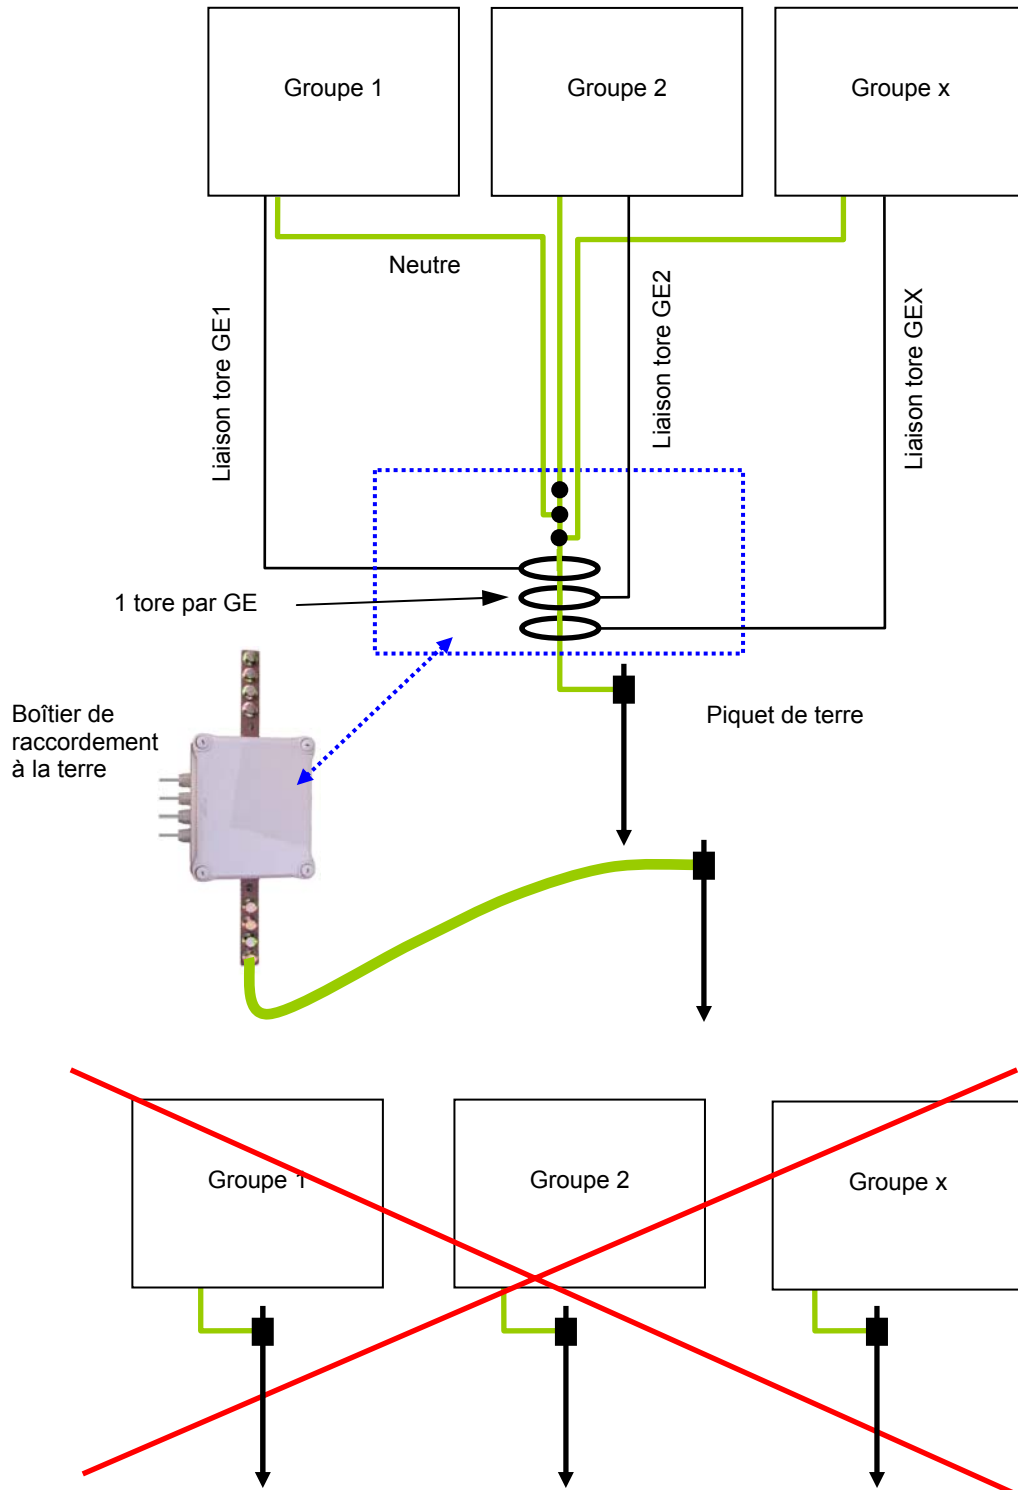 Groupe 1
Groupe 2
Groupe x
Neutre
Liaison tore GE1
Liaison tore GE2
Liaison tore GEX
1 tore par GE
Boîtier de
raccordement
à la terre
Piquet de terre
Groupe 1
Groupe 2
Groupe x